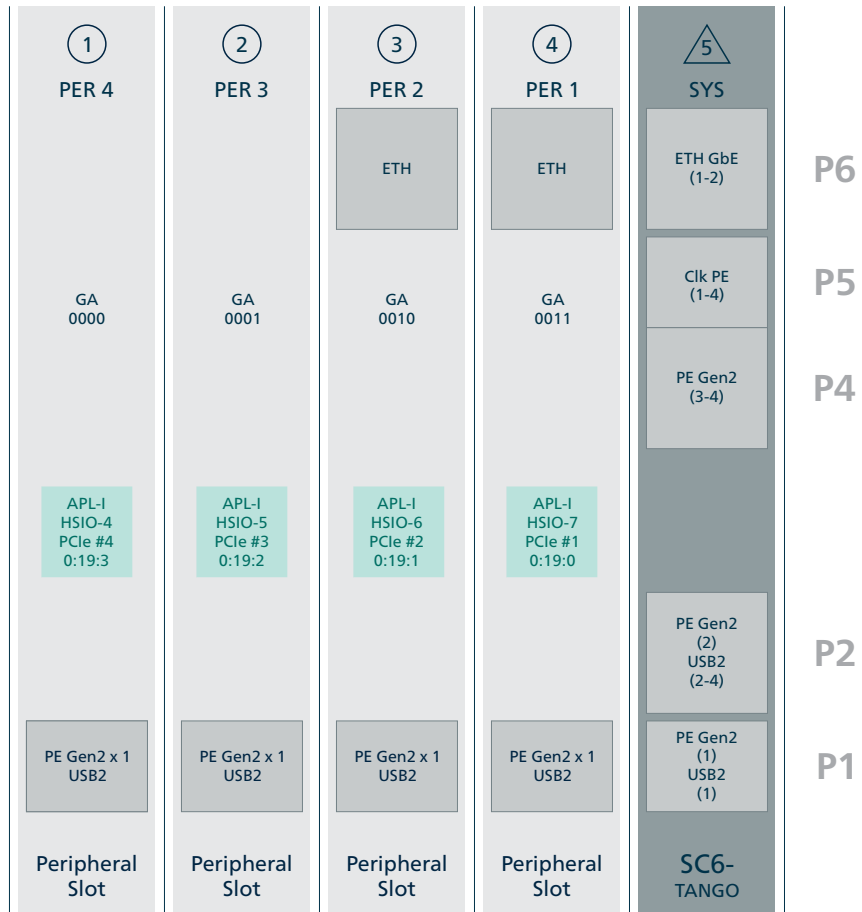 1
PER 4
GA
0000
APL-I
HSIO-4
PCIe #4
0:19:3
PE Gen2 x 1
USB2
Peripheral
Slot
2
PER 3
GA
0001
APL-I
HSIO-5
PCIe #3
0:19:2
PE Gen2 x 1
USB2
Peripheral
Slot
3
PER 2
ETH
GA
0010
APL-I
HSIO-6
PCIe #2
0:19:1
PE Gen2 x 1
USB2
Peripheral
Slot
4
PER 1
ETH
GA
0011
APL-I
HSIO-7
PCIe #1
0:19:0
PE Gen2 x 1
USB2
Peripheral
Slot
5
SYS
ETH GbE
(1-2)
Clk PE
(1-4)
PE Gen2
(3-4)
PE Gen2
(2)
USB2
(2-4)
PE Gen2
(1)
USB2
(1)
SC6-
TANGO
P6
P5
P4
P2
P1